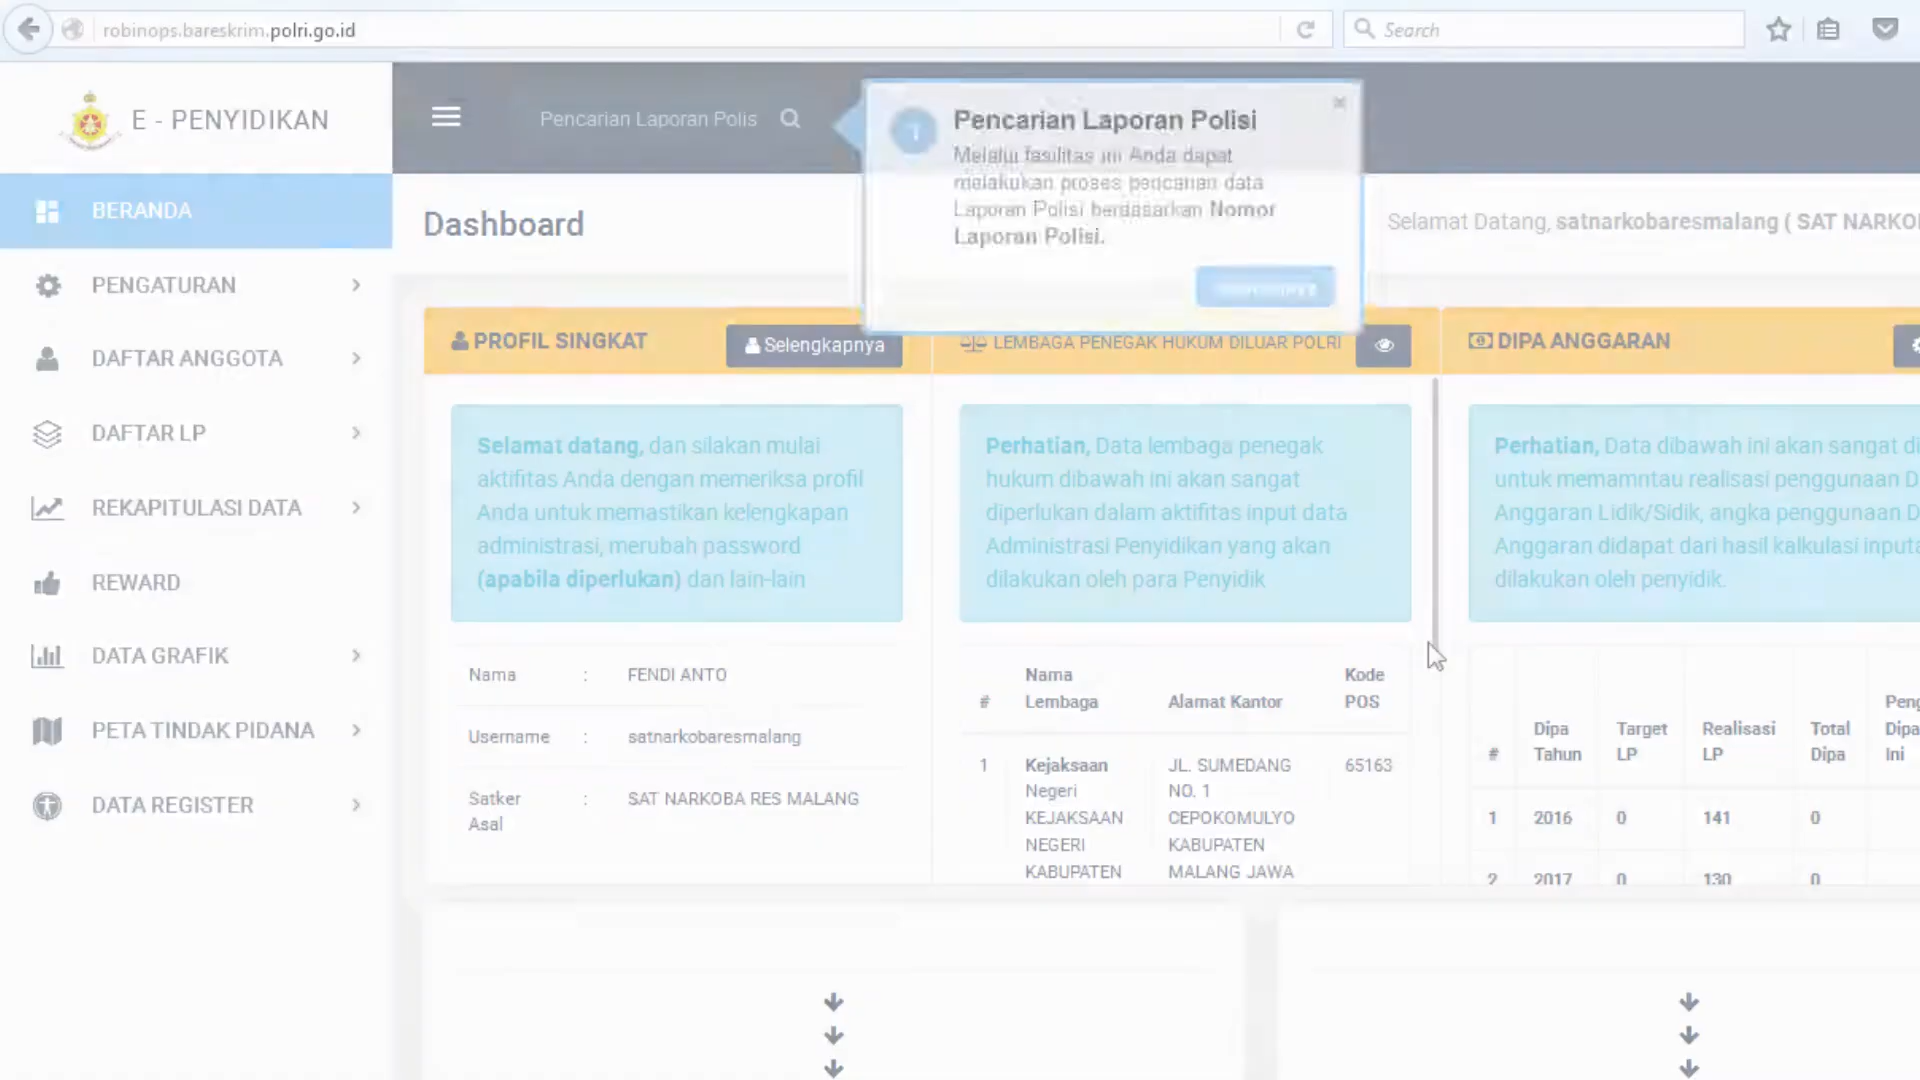 robinops.bareskrim.polri.go.id
Search
E - PENYIDIKAN
Pencarian Laporan Polis
1
Pencarian Laporan Polisi
Melalui fasilitas ini Anda dapat
melakukan proses pencarian data
Laporan Polisi berdasarkan Nomor
Laporan Polisi.
BERANDA
PENGATURAN
DAFTAR ANGGOTA
DAFTAR LP
REKAPITULASI DATA
REWARD
DATA GRAFIK
PETA TINDAK PIDANA
DATA REGISTER
Dashboard
Selamat Datang, satnarkobaresmalang ( SAT NARKO
PROFIL SINGKAT
Selengkapnya
Selamat datang, dan silakan mulai
aktifitas Anda dengan memeriksa profil
Anda untuk memastikan kelengkapan
administrasi, merubah password
(apabila diperlukan) dan lain-lain
Nama : FENDI ANTO
Username : satnarkobaresmalang
Satker : SAT NARKOBA RES MALANG
Asal
LEMBAGA PENEGAK HUKUM DILUAR POLRI
Perhatian, Data lembaga penegak
hukum dibawah ini akan sangat
diperlukan dalam aktifitas input data
Administrasi Penyidikan yang akan
dilakukan oleh para Penyidik
Nama Kode
# Lembaga Alamat Kantor POS
1 Kejaksaan JL. SUMEDANG 65163
Negeri NO. 1
KEJAKSAAN CEPOKOMULYO
NEGERI KABUPATEN
KABUPATEN MALANG JAWA
DIPA ANGGARAN
Perhatian, Data dibawah ini akan sangat di
untuk memamntau realisasi penggunaan D
Anggaran Lidik/Sidik, angka penggunaan D
Anggaran didapat dari hasil kalkulasi inputa
dilakukan oleh penyidik.
Peng
Dipa Target Realisasi Total Dipa
# Tahun LP LP Dipa Ini
1 2016 0 141 0
2 2017 0 130 0